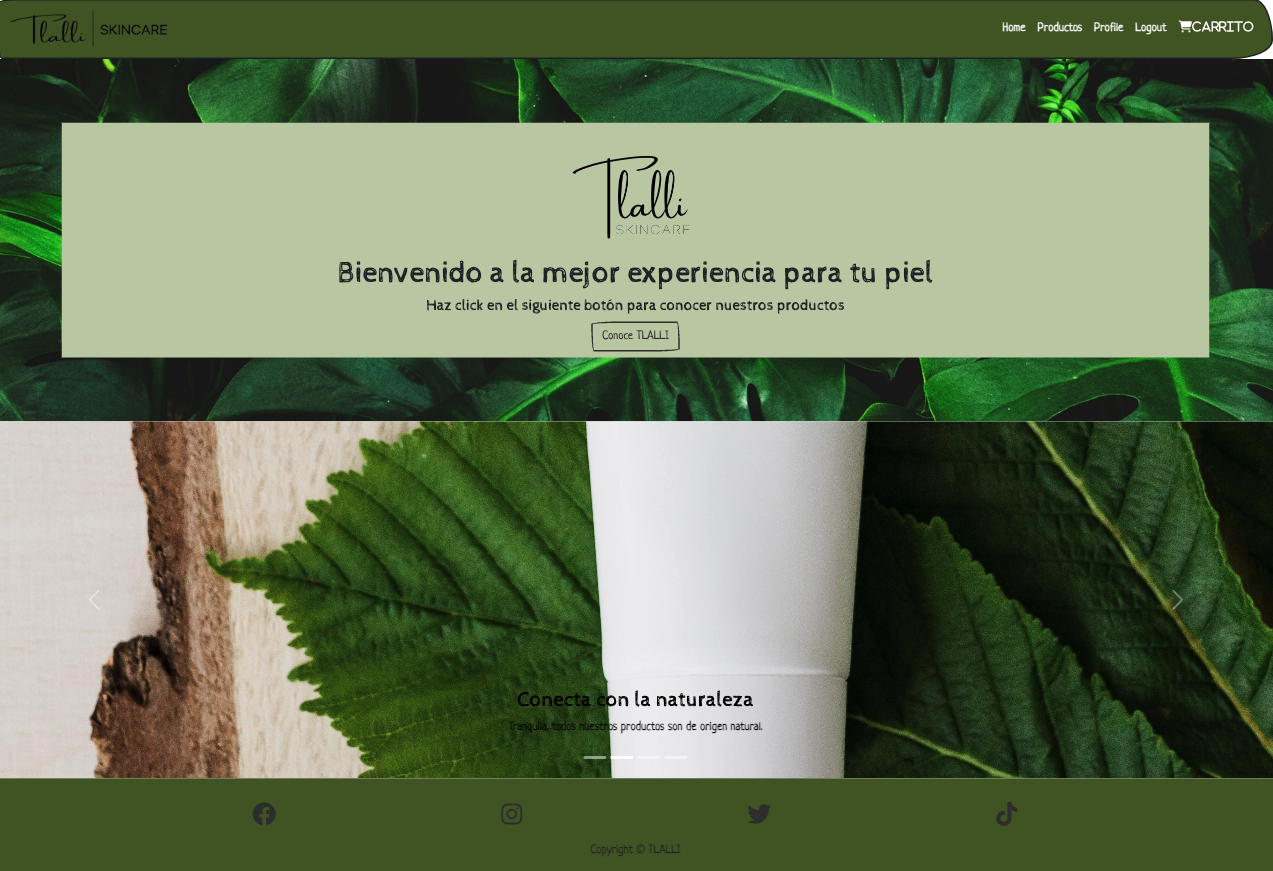 Tlalli SKINCARE
Home Productos Profile Logout CARRITO
Tlalli
SKINCARE
Bienvenido a la mejor experiencia para tu piel
Haz click en el siguiente botón para conocer nuestros productos
Conoce TLALLI
Conecta con la naturaleza
Tranquila, todos nuestros productos son de origen natural.
Copyright © TLALLI